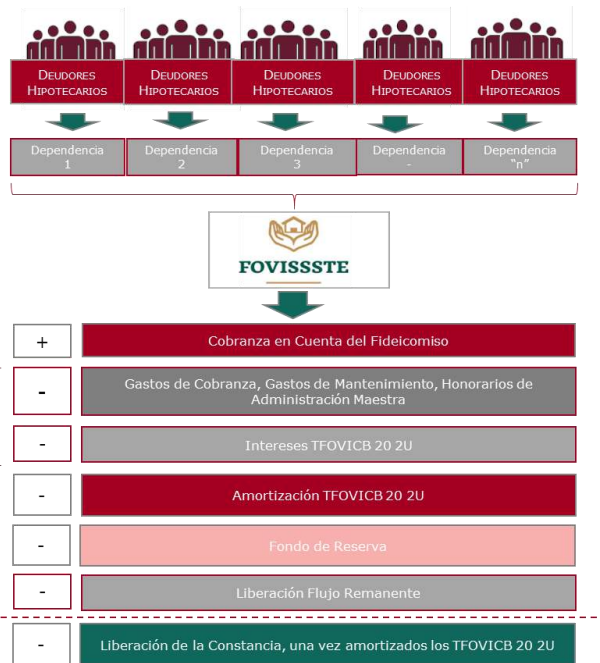 DEUDORES DEUDORES DEUDORES DEUDORES DEUDORES
HIPOTECARIOS HIPOTECARIOS HIPOTECARIOS HIPOTECARIOS HIPOTECARIOS
Dependencia Dependencia Dependencia Dependencia Dependencia
1 2 3 - "n"
FOVISSSTE
+ Cobranza en Cuenta del Fideicomiso
- Gastos de Cobranza, Gastos de Mantenimiento, Honorarios de
Administración Maestra
- Intereses TFOVICB 20 2U
- Amortización TFOVICB 20 2U
- Fondo de Reserva
- Liberación Flujo Remanente
- Liberación de la Constancia, una vez amortizados los TFOVICB 20 2U